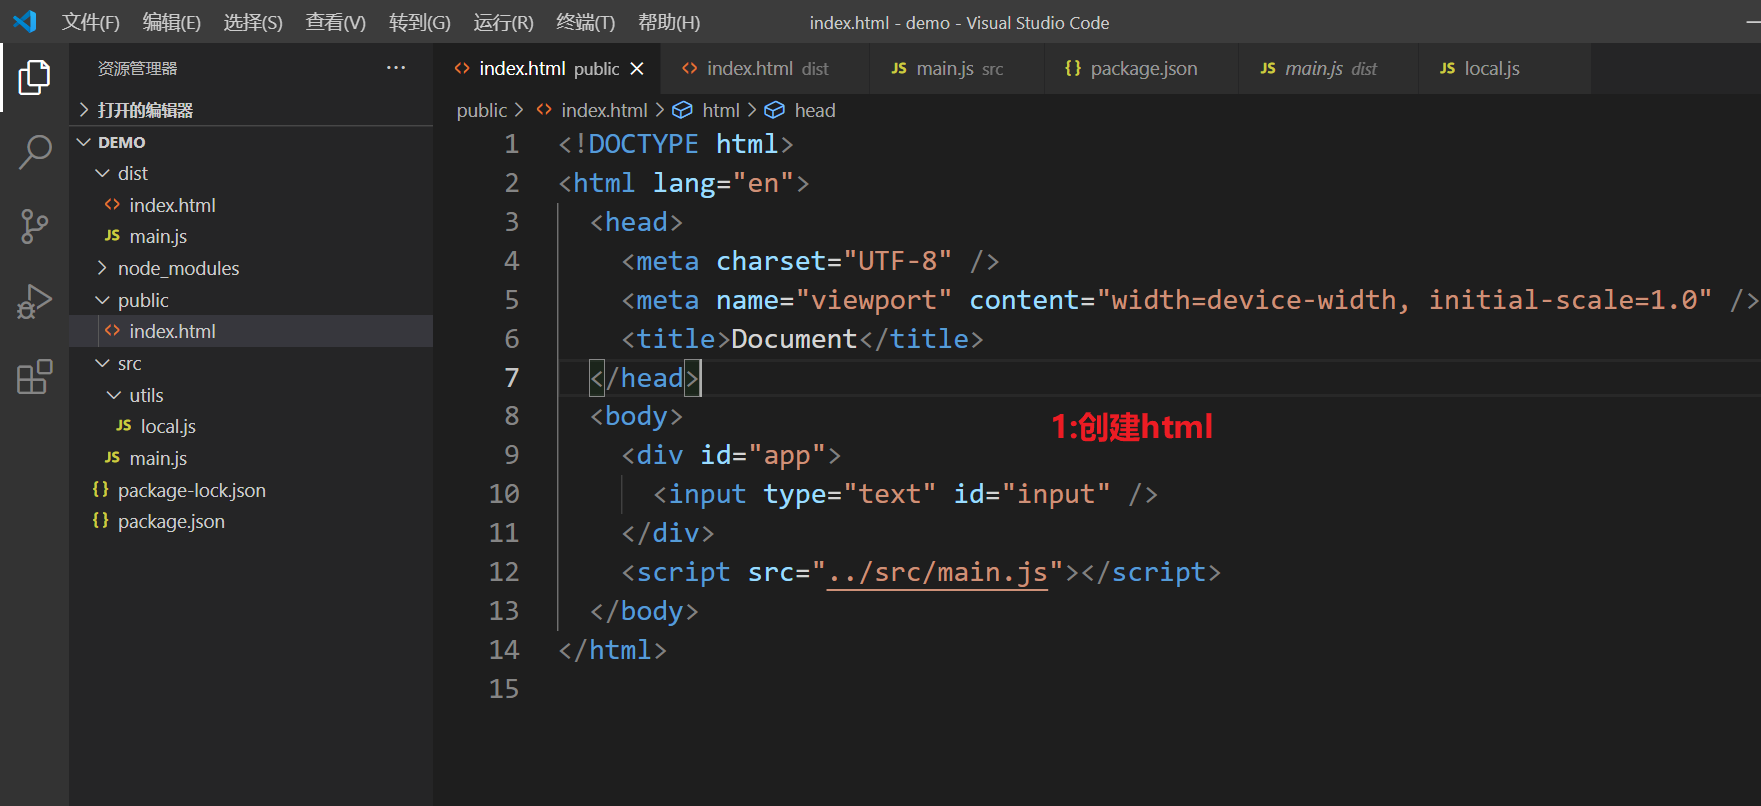 文件(F) 编辑(E) 选择(S) 查看(V) 转到(G) 运行(R) 终端(T) 帮助(H) index.html - demo - Visual Studio Code
资源管理器 ···
打开的编辑器
DEMO
dist
index.html
JS main.js
node_modules
public
index.html
src
utils
JS local.js
JS main.js
{} package-lock.json
{} package.json
index.html public index.html dist JS main.js src {} package.json JS main.js dist JS local.js
public > index.html > html > head
1 <!DOCTYPE html>
2 <html lang="en">
3 <head>
4 <meta charset="UTF-8" />
5 <meta name="viewport" content="width=device-width, initial-scale=1.0" />
6 <title>Document</title>
7 </head>
8 <body>
9 <div id="app">
10 <input type="text" id="input" />
11 </div>
12 <script src="../src/main.js"></script>
13 </body>
14 </html>
15
1:创建html